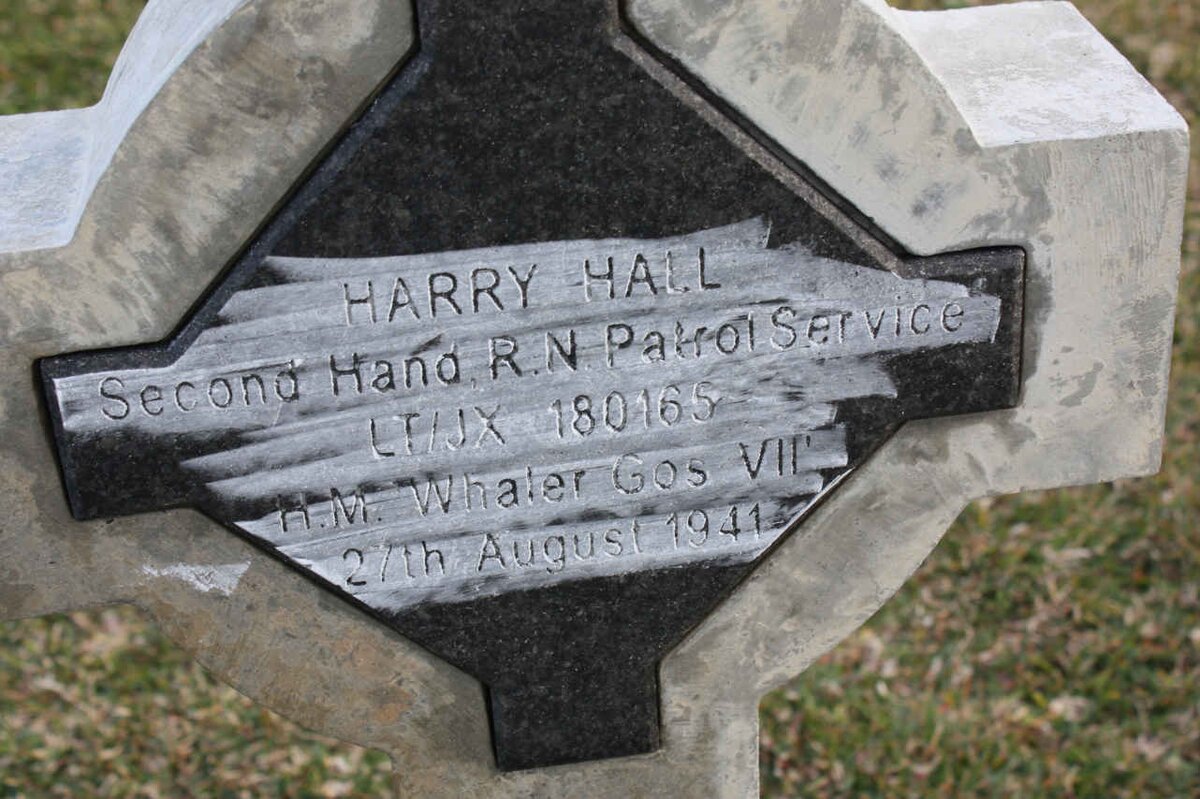 HARRY HALL
Second Hand, R.N. Patrol Service
LT/JX 180165
H.M. 'Whaler Gos VII'
27th August 1941